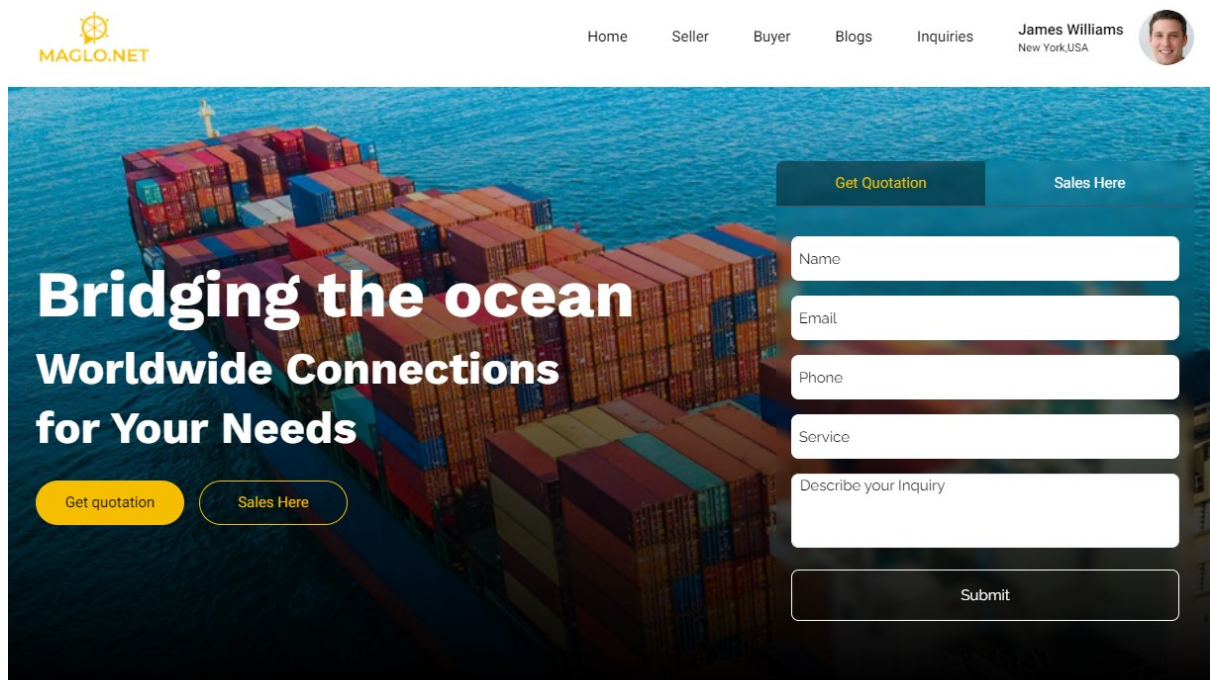 MAGLO.NET
Home
Seller
Buyer
Blogs
Inquiries
James Williams
New York,USA
Bridging the ocean
Worldwide Connections
for Your Needs
Get quotation
Sales Here
Get Quotation
Sales Here
Name
Email
Phone
Service
Describe your Inquiry
Submit